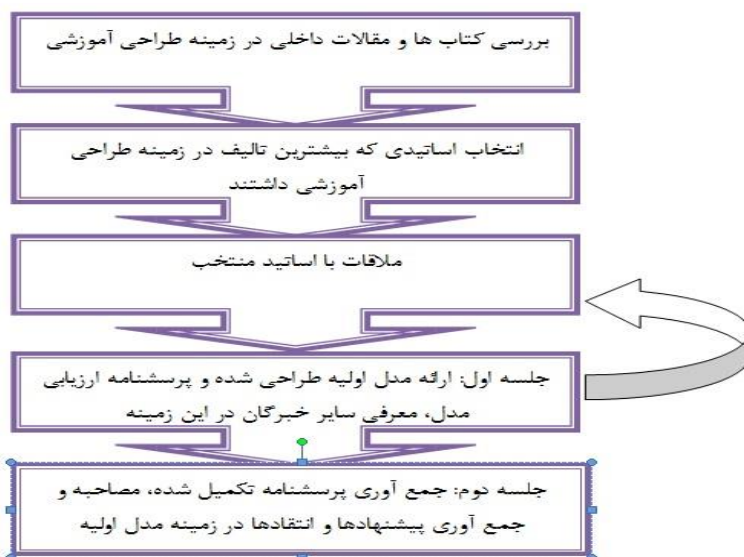 بررسی کتاب ها و مقالات داخلی در زمینه طراحی آموزشی
انتخاب اساتیدی که بیشترین تالیف در زمینه طراحی
آموزشی داشتند
ملاقات با اساتید منتخب
جلسه اول: ارائه مدل اولیه طراحی شده و پرسشنامه ارزیابی
مدل، معرفی سایر خبرگان در این زمینه
جلسه دوم: جمع آوری پرسشنامه تکمیل شده، مصاحبه و
جمع آوری پیشنهادها و انتقادها در زمینه مدل اولیه